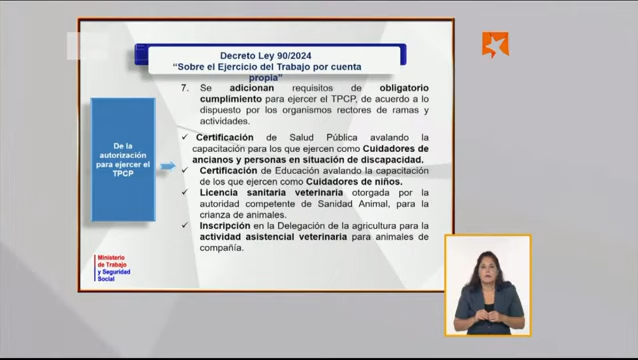 Decreto Ley 90/2024
“Sobre el Ejercicio del Trabajo por cuenta
propia”
7. Se adicionan requisitos de obligatorio
cumplimiento para ejercer el TPCP, de acuerdo a lo
dispuesto por los organismos rectores de ramas y
actividades.
De la
autorización
para ejercer el
TPCP
✓ Certificación de Salud Pública avalando la
capacitación para los que ejercen como Cuidadores de
ancianos y personas en situación de discapacidad.
✓ Certificación de Educación avalando la capacitación
de los que ejercen como Cuidadores de niños.
✓ Licencia sanitaria veterinaria otorgada por la
autoridad competente de Sanidad Animal, para la
crianza de animales.
✓ Inscripción en la Delegación de la agricultura para la
actividad asistencial veterinaria para animales de
compañía.
Ministerio
de Trabajo
y Seguridad
Social